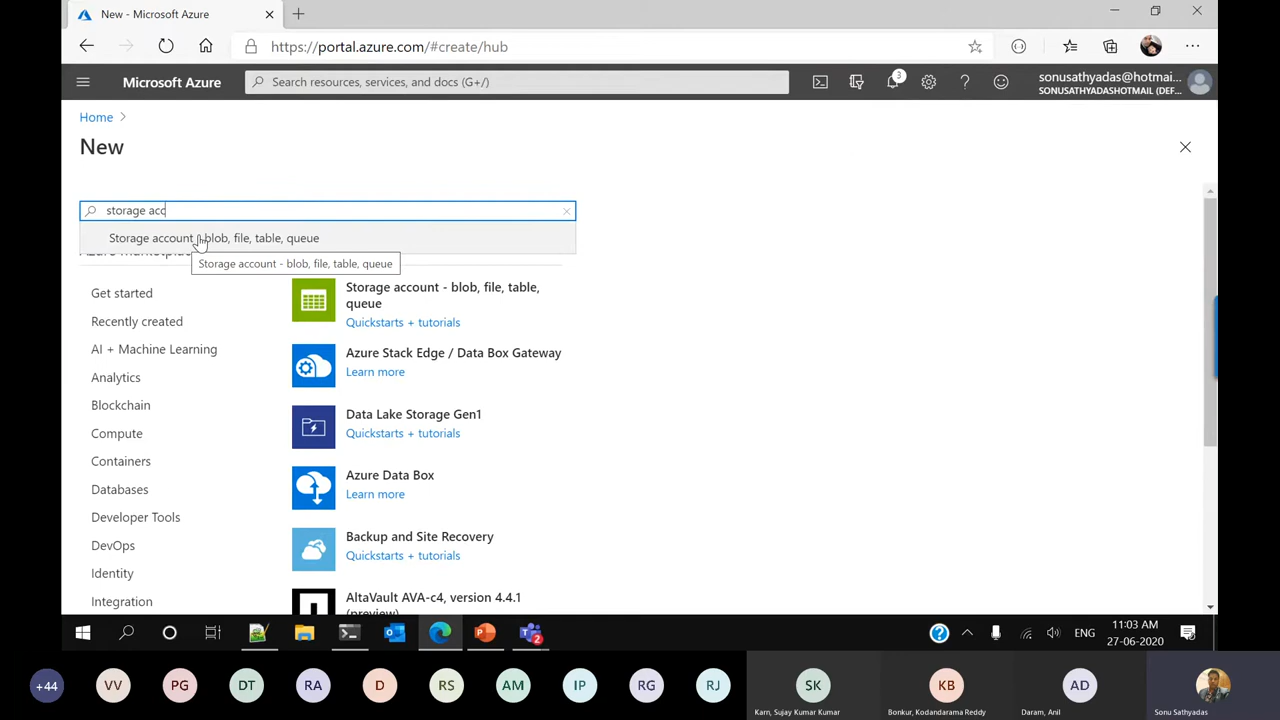 New - Microsoft Azure
https://portal.azure.com/#create/hub
Microsoft Azure
Search resources, services, and docs (G+/)
3
sonusathyadas@hotmai...
SONUSATHYADASHOTMAIL (DEF...
Home
New
storage acc
Storage account - blob, file, table, queue
Storage account - blob, file, table, queue
Get started
Recently created
AI + Machine Learning
Analytics
Blockchain
Compute
Containers
Databases
Developer Tools
DevOps
Identity
Integration
Storage account - blob, file, table,
queue
Quickstarts + tutorials
Azure Stack Edge / Data Box Gateway
Learn more
Data Lake Storage Gen1
Quickstarts + tutorials
Azure Data Box
Learn more
Backup and Site Recovery
Quickstarts + tutorials
AltaVault AVA-c4, version 4.4.1
(preview)
2
ENG
11:03 AM
27-06-2020
+44
VV
PG
DT
RA
D
RS
AM
IP
RG
RJ
SK
Karn, Sujay Kumar Kumar
KB
Bonkur, Kodandarama Reddy
AD
Daram, Anil
Sonu Sathyadas